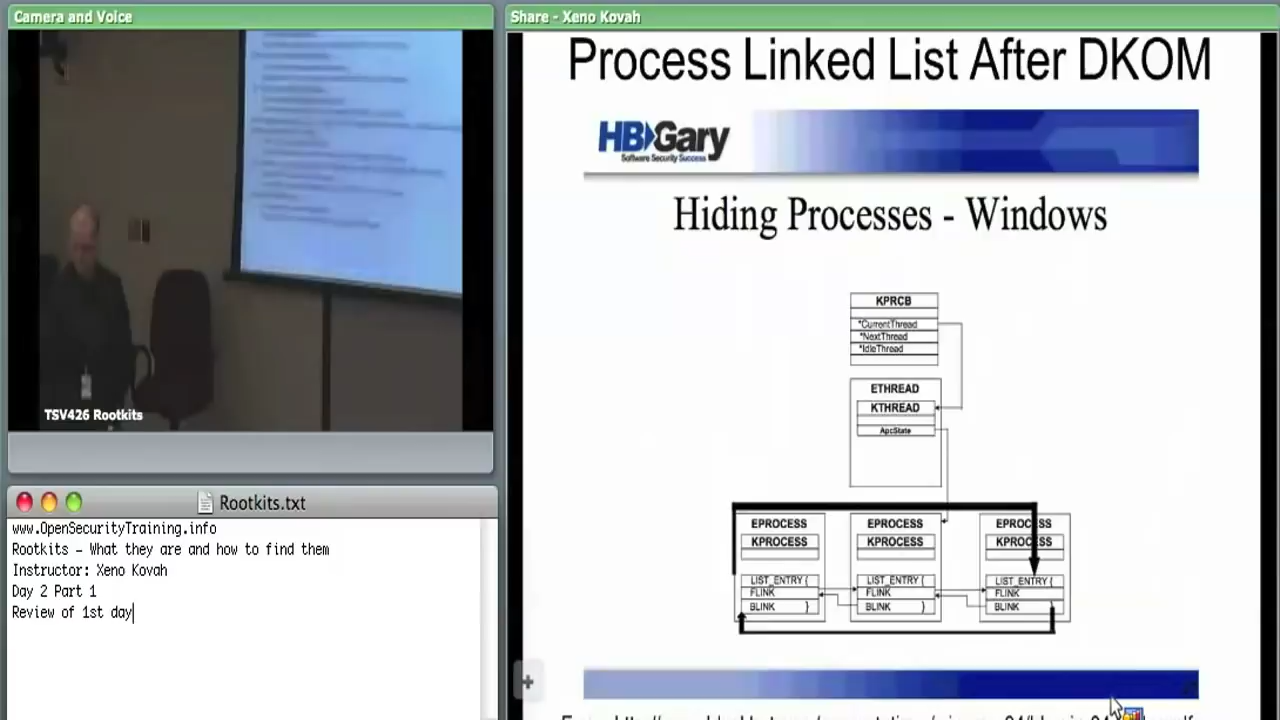 Camera and Voice
TSV426 Rootkits
Rootkits.txt
www.OpenSecurityTraining.info
Rootkits – What they are and how to find them
Instructor: Xeno Kovah
Day 2 Part 1
Review of 1st day
Share - Xeno Kovah
Process Linked List After DKOM
HBGary
Software Security Success
Hiding Processes - Windows
KPRCB
*CurrentThread
*NextThread
*IdleThread
ETHREAD
KTHREAD
ApcState
EPROCESS
KPROCESS
LIST_ENTRY {
FLINK
BLINK }
EPROCESS
KPROCESS
LIST_ENTRY {
FLINK
BLINK }
EPROCESS
KPROCESS
LIST_ENTRY {
FLINK
BLINK }